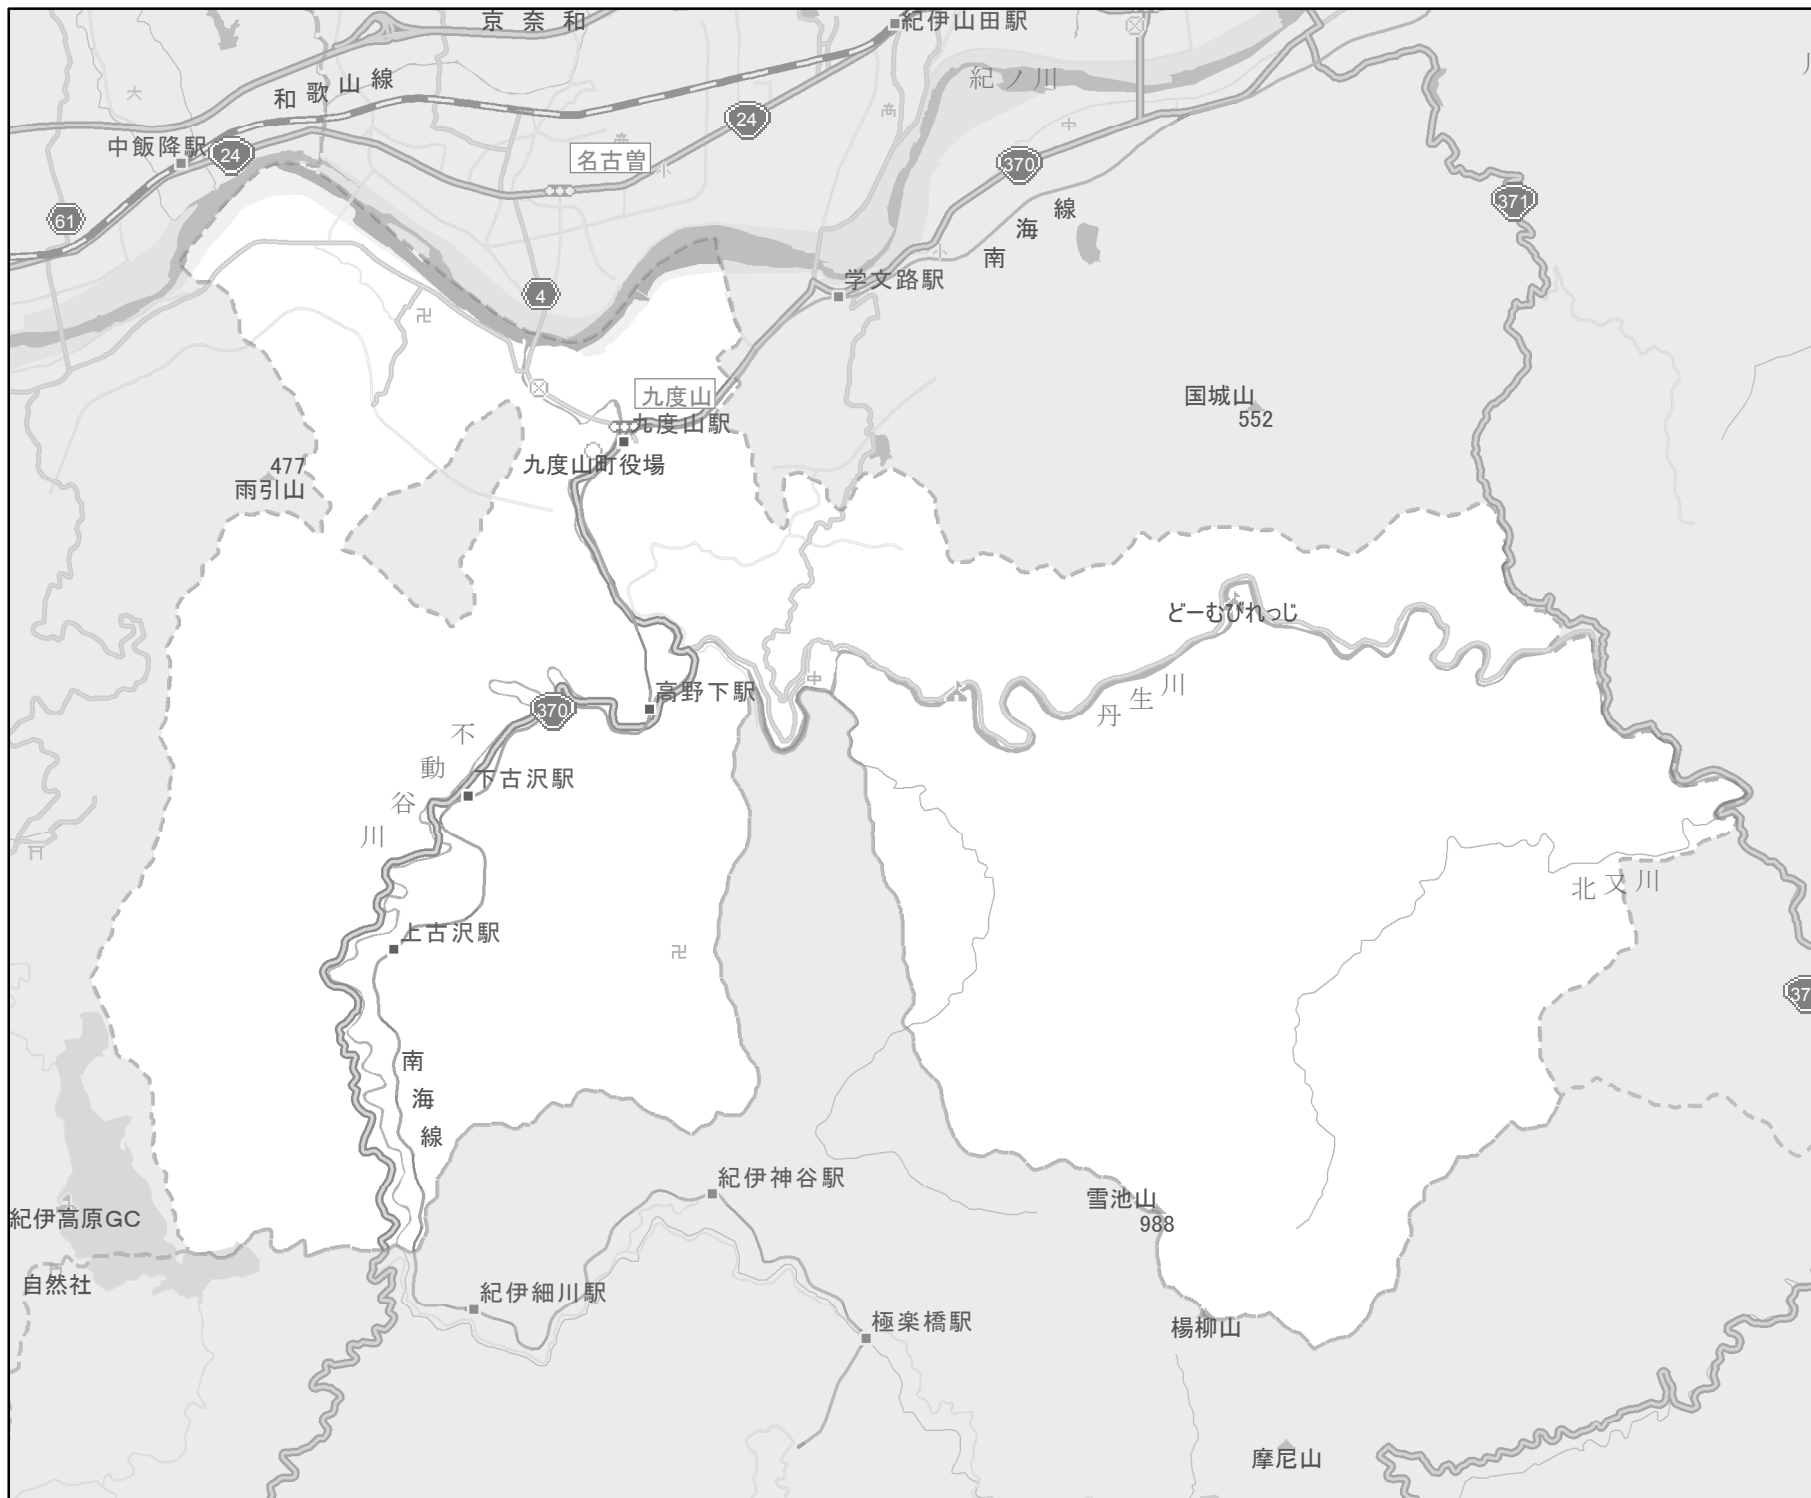 京奈和
紀伊山田駅
紀ノ川
和歌山線
24
中飯降駅
24
名古曽
370
371
61
南海線
4
学文路駅
国城山
552
九度山
九度山駅
九度山町役場
477
雨引山
どーむびれっじ
丹生川
高野下駅
370
不動谷川
下古沢駅
北又川
上古沢駅
37
南海線
紀伊神谷駅
雪池山
988
紀伊高原GC
自然社
紀伊細川駅
極楽橋駅
楊柳山
摩尼山